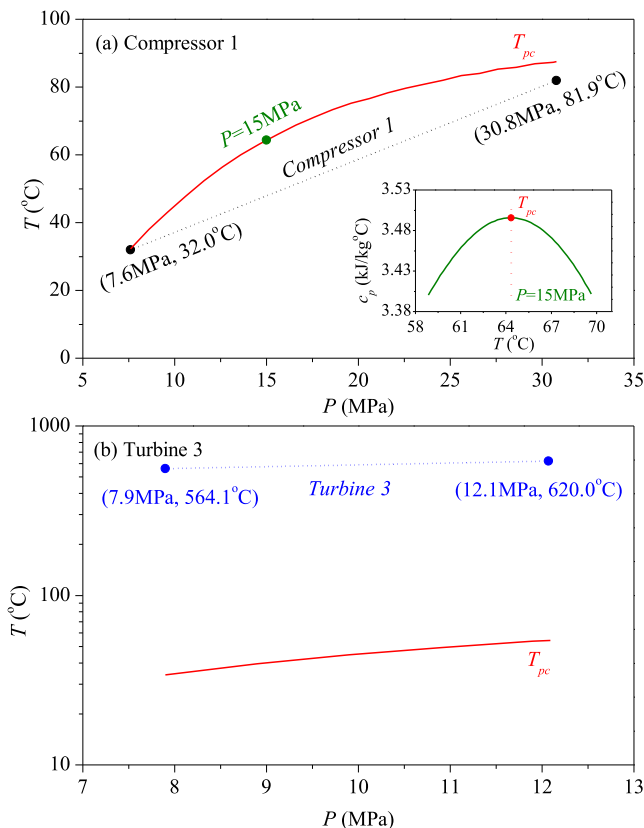 (a) Compressor 1
T_pc
P=15MPa
Compressor 1
(30.8MPa, 81.9°C)
(7.6MPa, 32.0°C)
T (°C)
100
80
60
40
20
0
5
10
15
20
25
30
35
P (MPa)
3.53
3.48
3.43
3.38
c_p (kJ/kg°C)
T_pc
P=15MPa
58
61
64
67
70
T (°C)
(b) Turbine 3
(7.9MPa, 564.1°C)
Turbine 3
(12.1MPa, 620.0°C)
T_pc
T (°C)
1000
100
10
7
8
9
10
11
12
13
P (MPa)